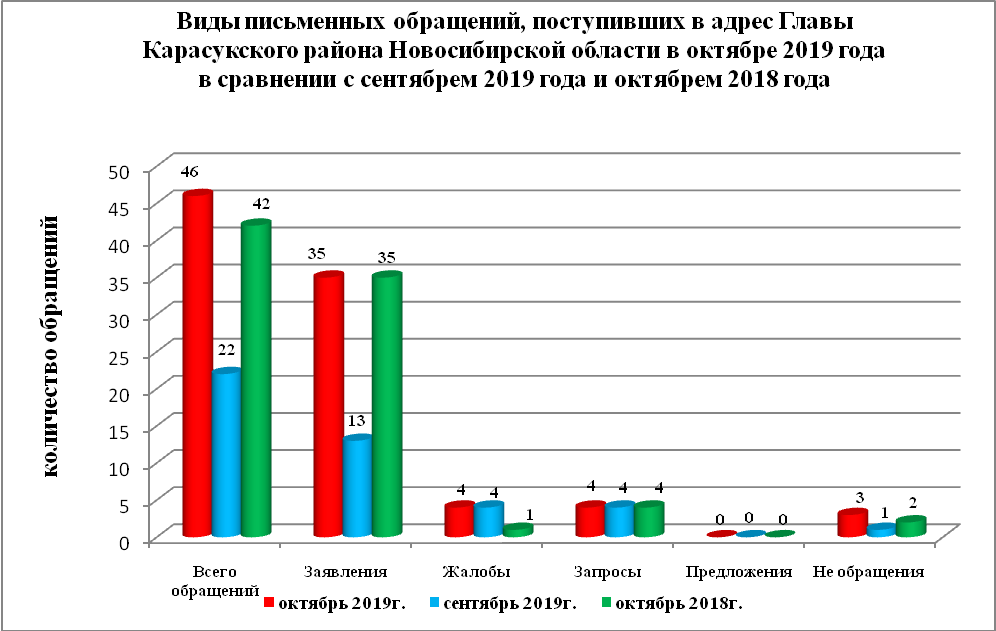 Виды письменных обращений, поступивших в адрес Главы
Карасукского района Новосибирской области в октябре 2019 года
в сравнении с сентябрем 2019 года и октябрем 2018 года
количество обращений
50
45
40
35
30
25
20
15
10
5
0
46
22
42
35
13
35
4
4
1
4
4
4
0
0
0
3
1
2
Всего
обращений
Заявления
Жалобы
Запросы
Предложения
Не обращения
октябрь 2019г.
сентябрь 2019г.
октябрь 2018г.